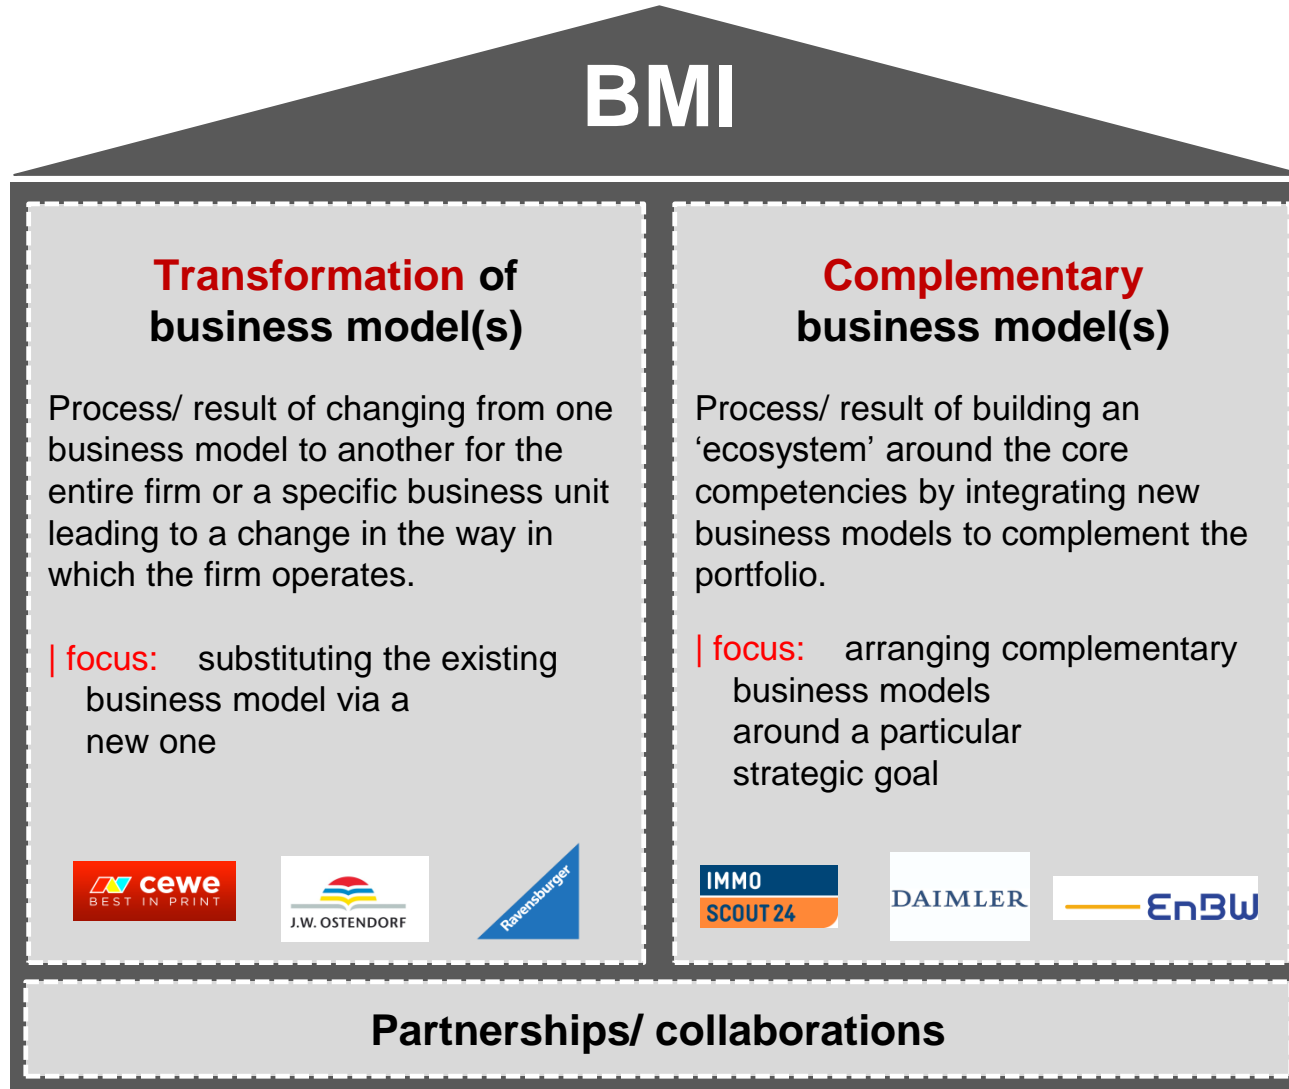 BMI
Transformation of
business model(s)
Process/ result of changing from one
business model to another for the
entire firm or a specific business unit
leading to a change in the way in
which the firm operates.
| focus: substituting the existing
business model via a
new one
cewe
BEST IN PRINT
J.W. OSTENDORF
Ravensburger
Complementary
business model(s)
Process/ result of building an
‘ecosystem’ around the core
competencies by integrating new
business models to complement the
portfolio.
| focus: arranging complementary
business models
around a particular
strategic goal
IMMO
SCOUT 24
DAIMLER
EnBW
Partnerships/ collaborations